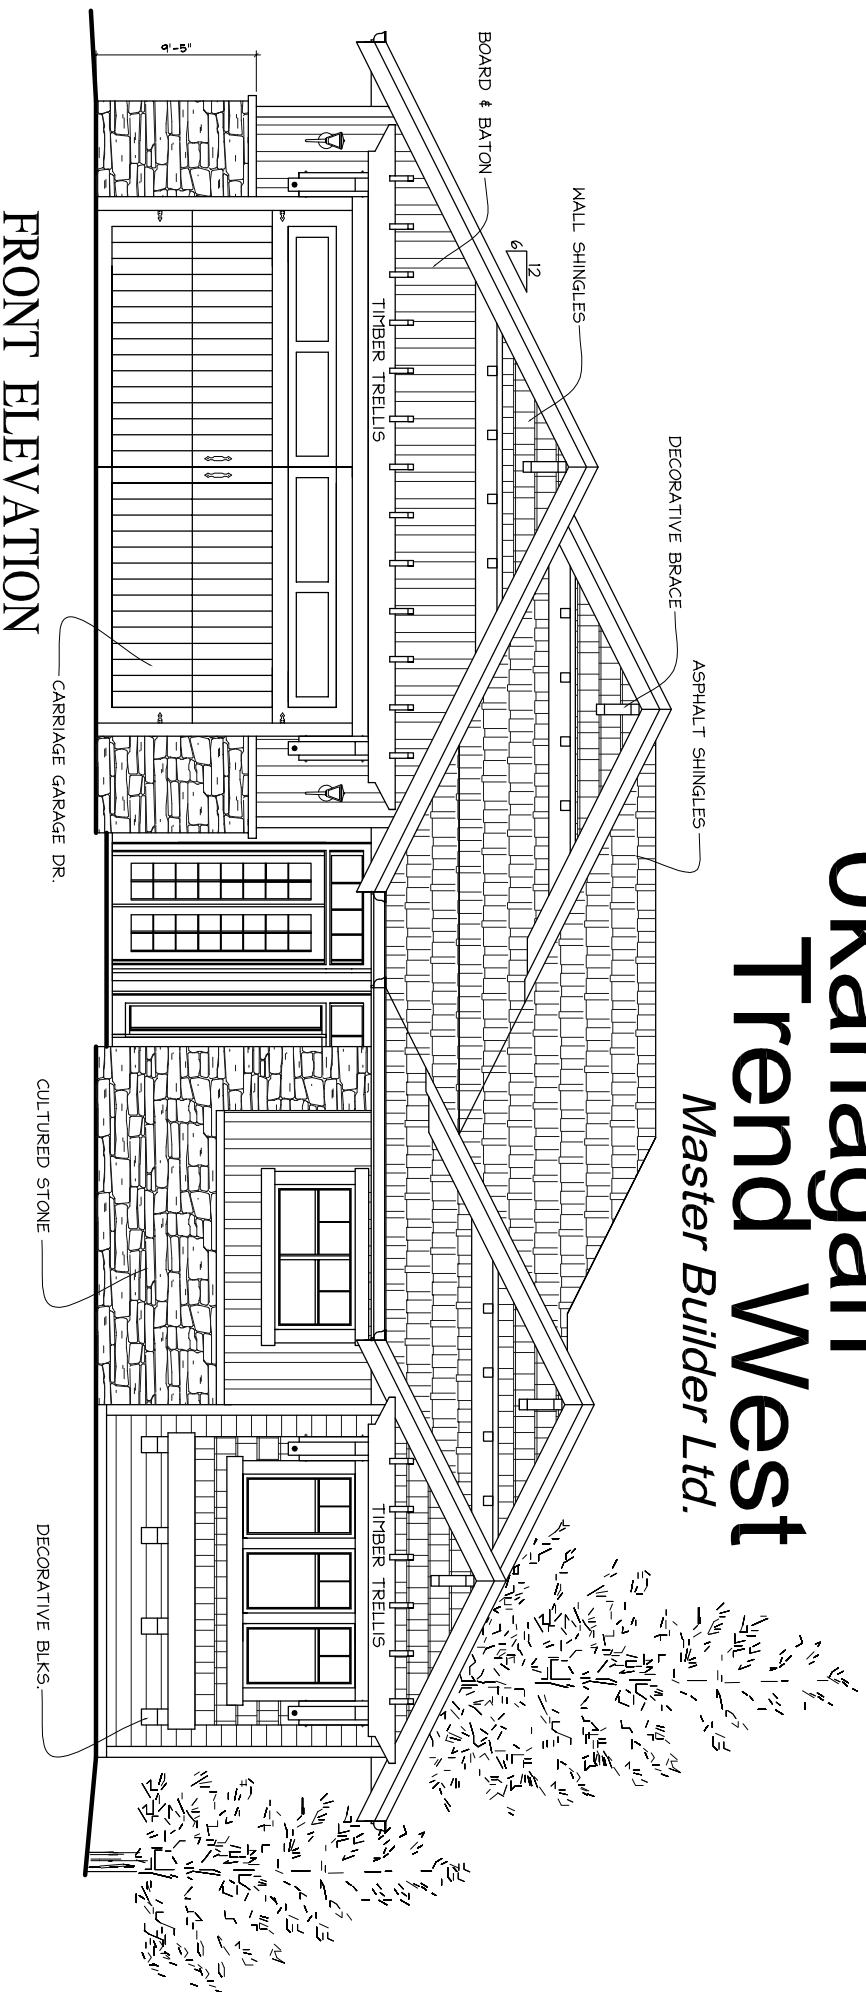 Okanagan
Trend West
Master Builder Ltd.
ASPHALT SHINGLES
DECORATIVE BRACE
WALL SHINGLES
12
6
BOARD & BATON
TIMBER TRELLIS
TIMBER TRELLIS
9'-5"
CARRIAGE GARAGE DR.
CULTURED STONE
DECORATIVE BLKS.
FRONT ELEVATION